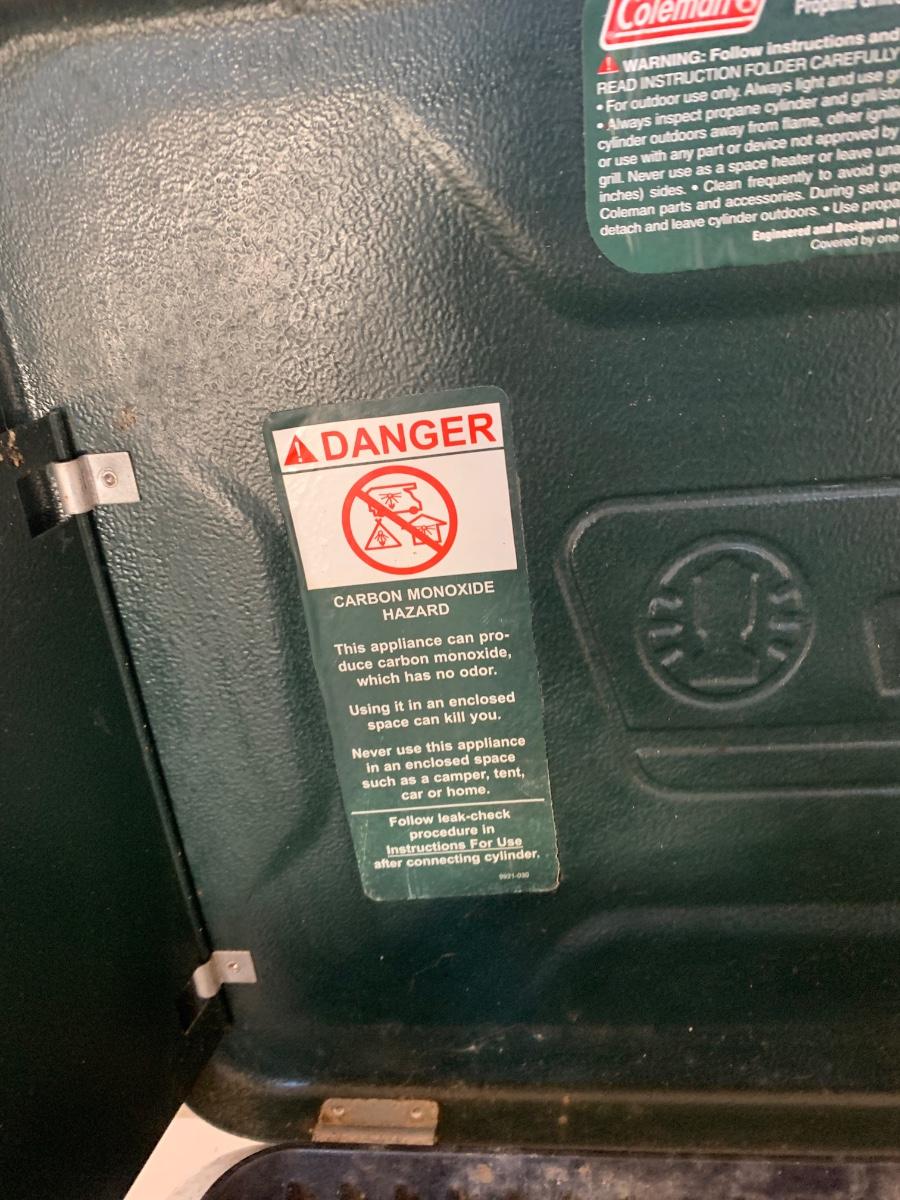 Coleman
Propane
WARNING: Follow instructions and
READ INSTRUCTION FOLDER CAREFULLY
• For outdoor use only. Always light and use
• Always inspect propane cylinder and
cylinder outdoors away from flame, other
or use with any part or device not approved by
grill. Never use as a space heater or leave
inches) sides. • Clean frequently to avoid
Coleman parts and accessories. During set up
detach and leave cylinder outdoors. • Use
Engineered and Designed in
Covered by one
DANGER
CARBON MONOXIDE
HAZARD
This appliance can pro-
duce carbon monoxide,
which has no odor.
Using it in an enclosed
space can kill you.
Never use this appliance
in an enclosed space
such as a camper, tent,
car or home.
Follow leak-check
procedure in
Instructions For Use
after connecting cylinder.
9921-030